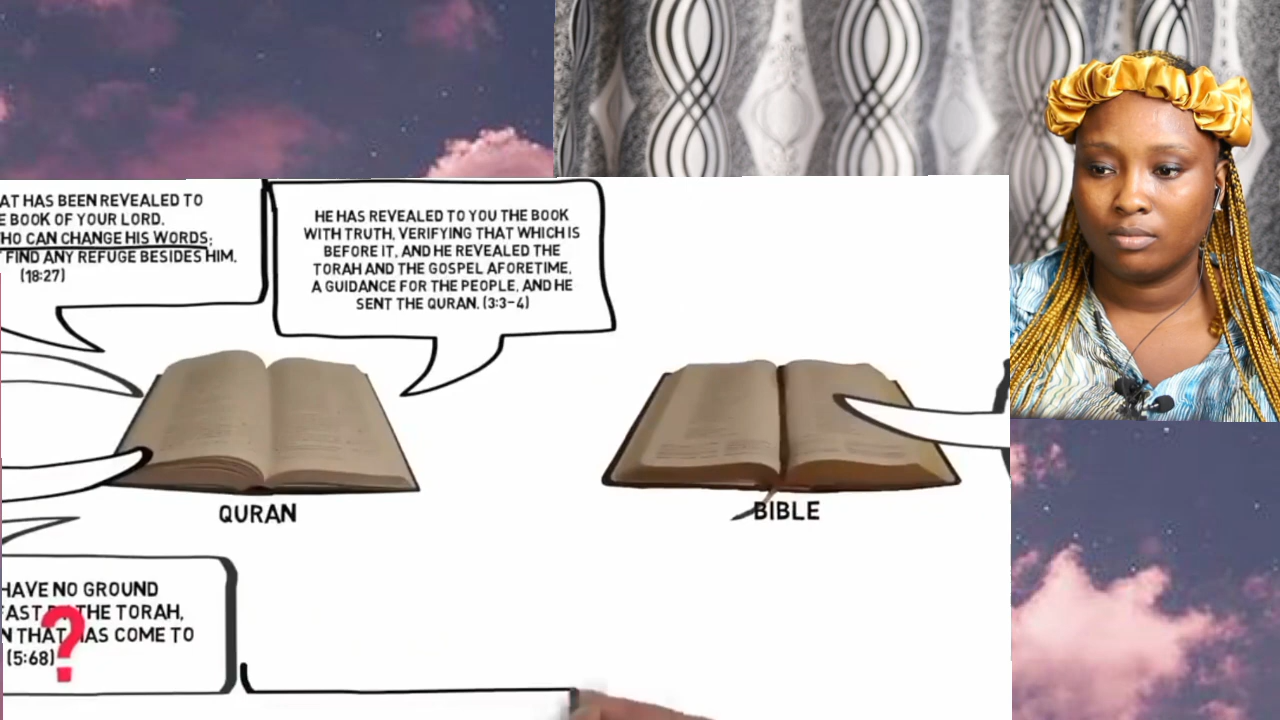 AT HAS BEEN REVEALED TO
E BOOK OF YOUR LORD.
HO CAN CHANGE HIS WORDS;
FIND ANY REFUGE BESIDES HIM.
(18:27)
HE HAS REVEALED TO YOU THE BOOK
WITH TRUTH, VERIFYING THAT WHICH IS
BEFORE IT, AND HE REVEALED THE
TORAH AND THE GOSPEL AFORETIME,
A GUIDANCE FOR THE PEOPLE, AND HE
SENT THE QURAN. (3:3-4)
QURAN
BIBLE
HAVE NO GROUND
FAST BY THE TORAH,
N THAT HAS COME TO
(5:68)
?